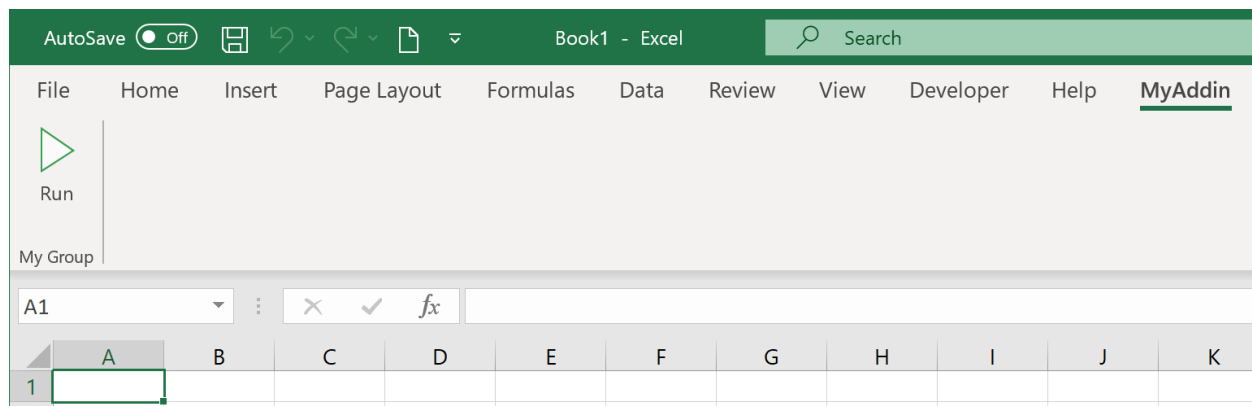 AutoSave Off Book1 - Excel Search
File Home Insert Page Layout Formulas Data Review View Developer Help MyAddin
Run
My Group
A1 fx
A B C D E F G H I J K
1